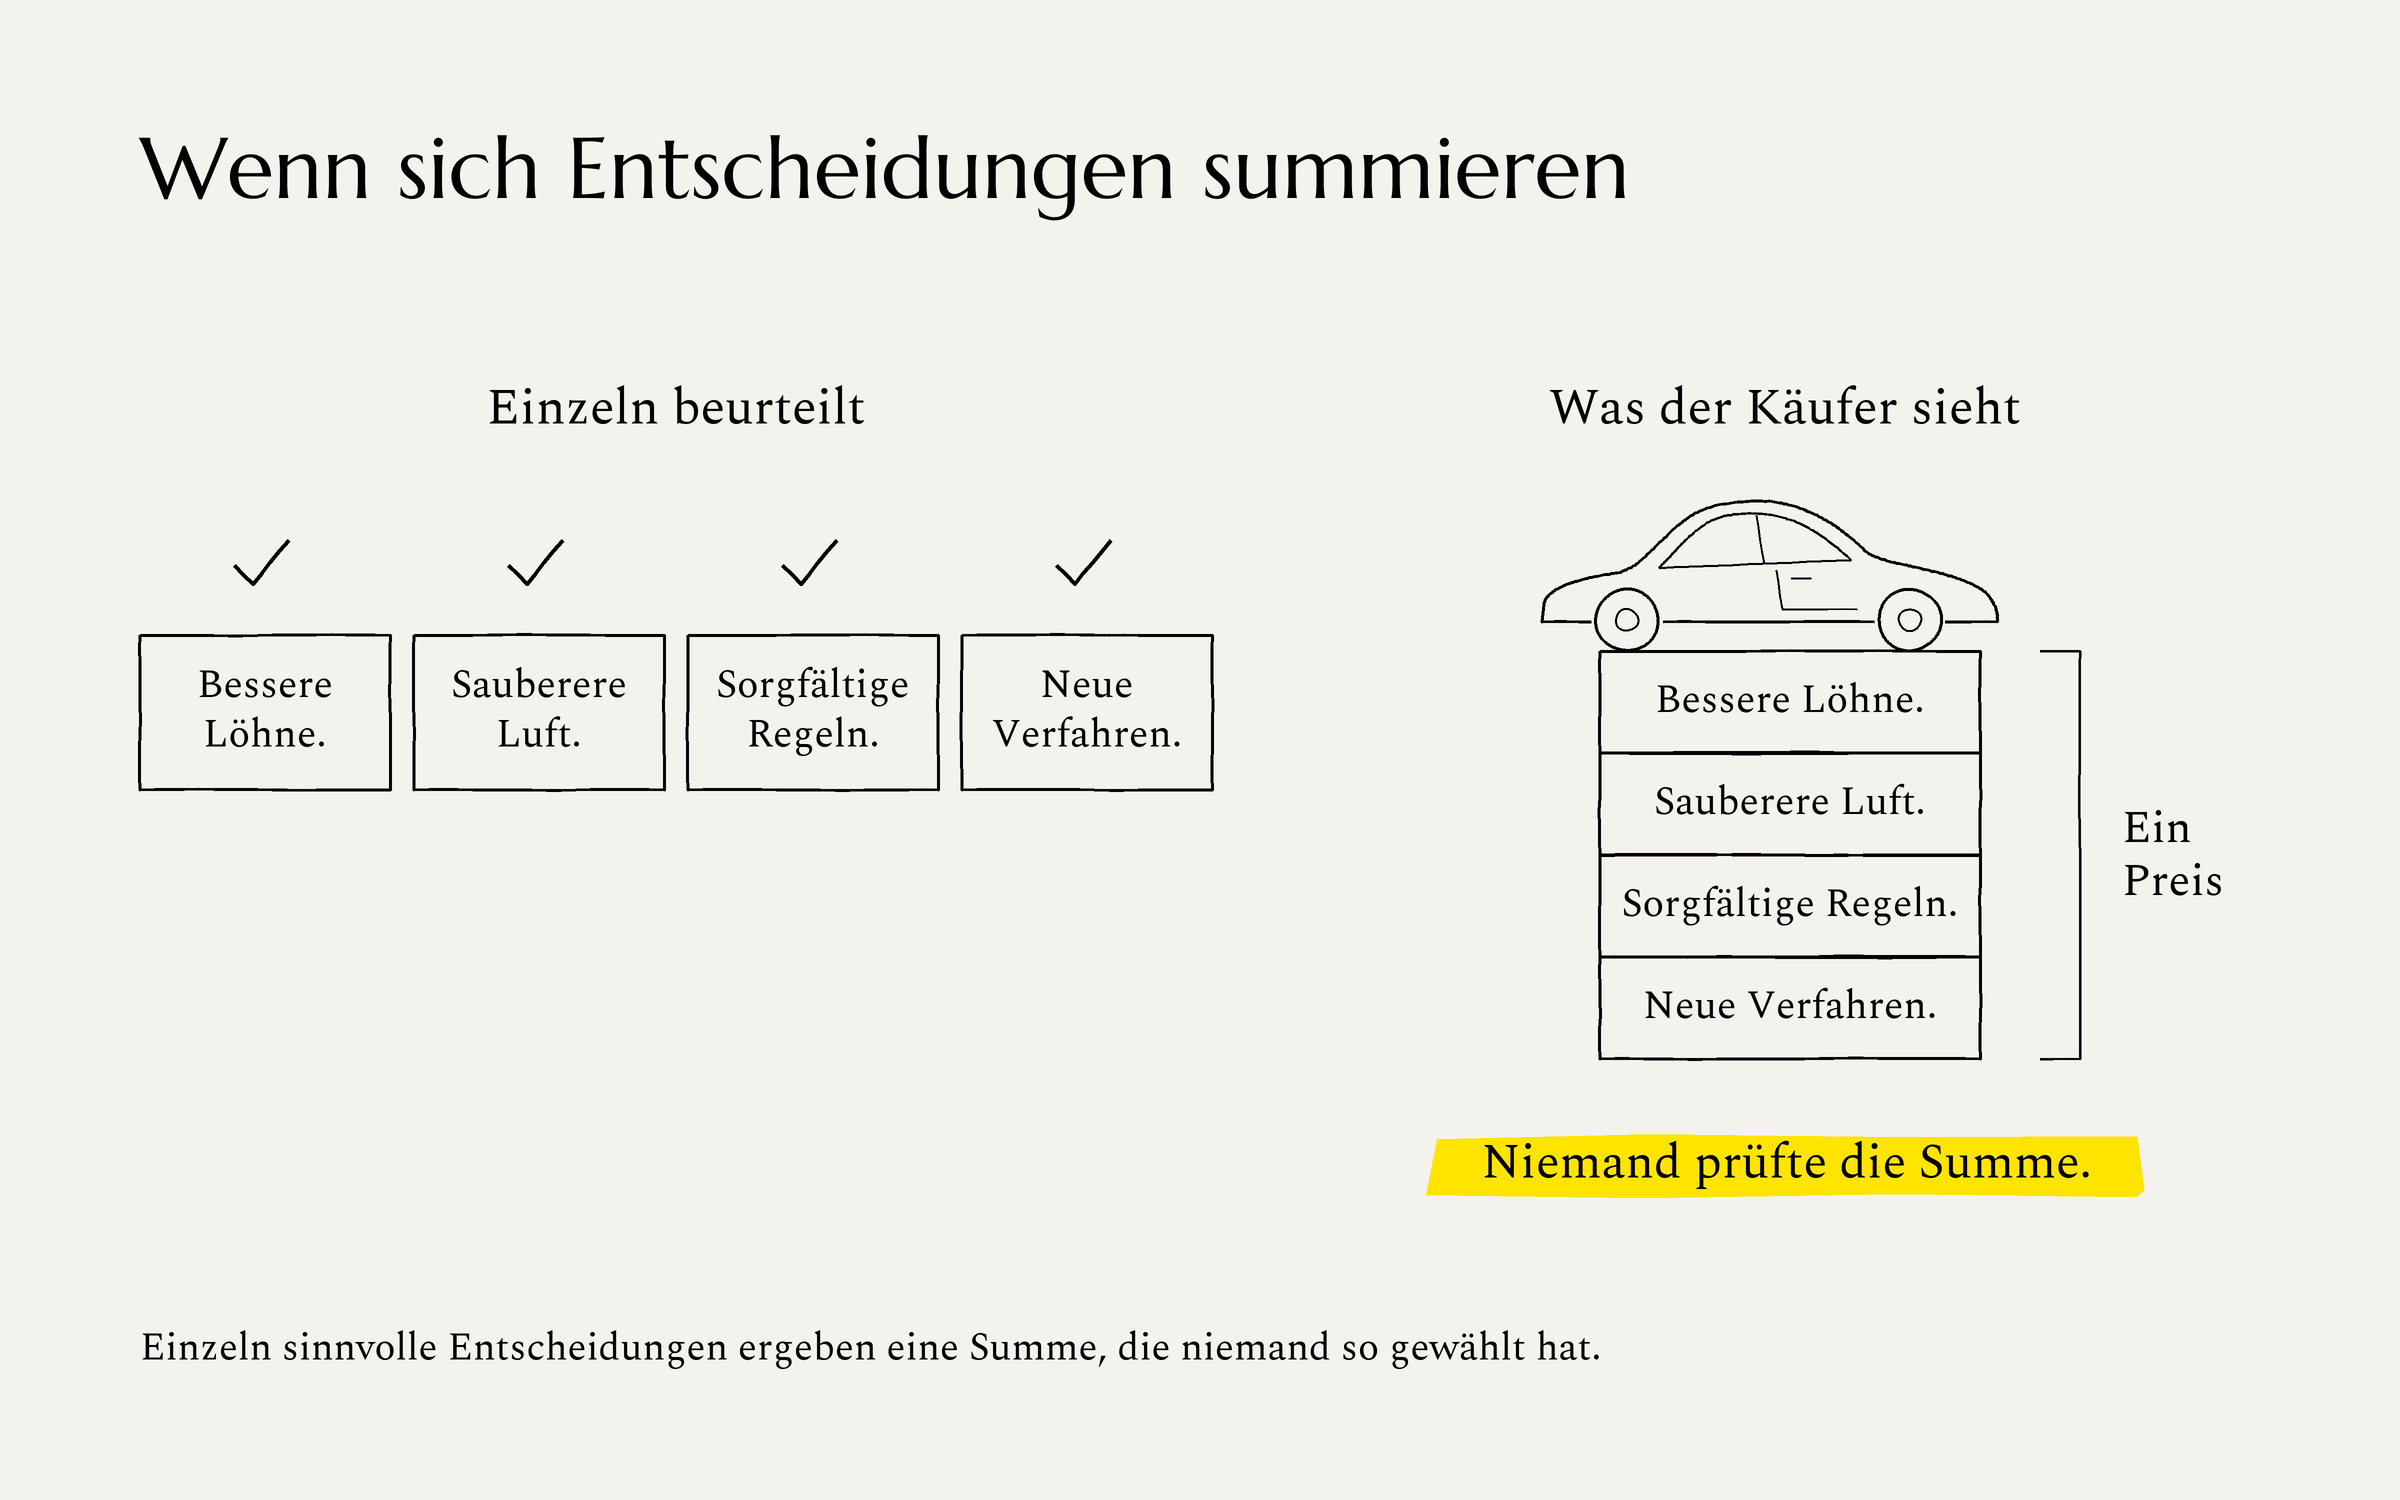 Wenn sich Entscheidungen summieren
Einzeln beurteilt
Bessere
Löhne.
Sauberere
Luft.
Sorgfältige
Regeln.
Neue
Verfahren.
Was der Käufer sieht
Bessere Löhne.
Sauberere Luft.
Sorgfältige Regeln.
Neue Verfahren.
Ein
Preis
Niemand prüfte die Summe.
Einzeln sinnvolle Entscheidungen ergeben eine Summe, die niemand so gewählt hat.